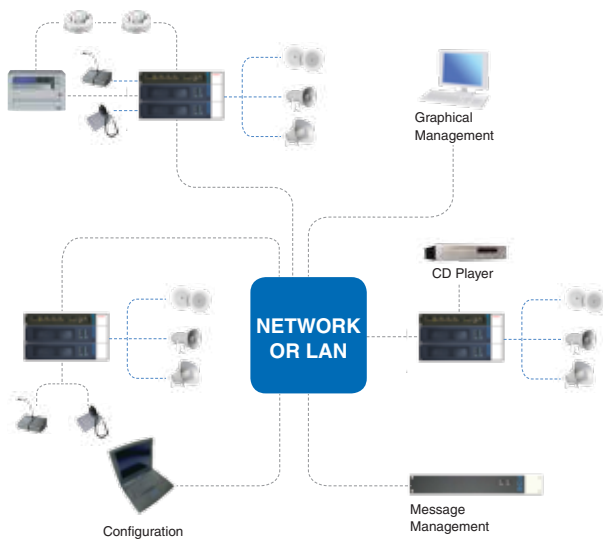 Graphical
Management
CD Player
NETWORK
OR LAN
Configuration
Message
Management